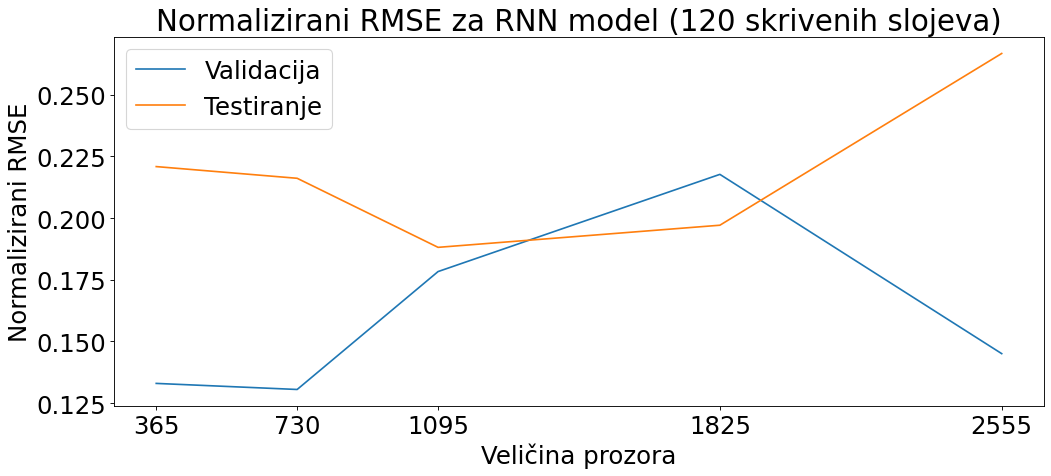 Normalizirani RMSE za RNN model (120 skrivenih slojeva)
Validacija
Testiranje
Normalizirani RMSE
0.250
0.225
0.200
0.175
0.150
0.125
365 730 1095 1825 2555
Veličina prozora